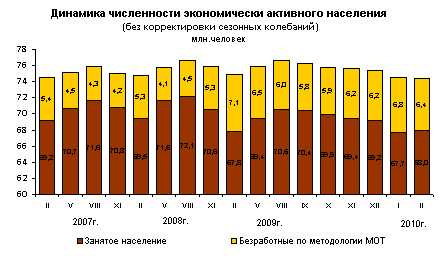 Динамика численности экономически активного населения
(без корректировки сезонных колебаний)
млн.человек
78
76
74
72
70
68
66
64
62
60
5,4 4,5 4,5 4,2 5,3 4,1 4,5 5,3 7,1 6,5 6,0 5,8 5,9 6,2 6,2 6,8 6,4
69,2 70,7 71,6 70,8 69,5 71,6 72,1 70,6 67,8 69,4 70,6 70,4 69,9 69,4 69,2 67,7 68,0
II V VIII XI II V VIII XI II V VIII IX X XI XII I II
2007г. 2008г. 2009г. 2010г.
Занятое население Безработные по методологии МОТ